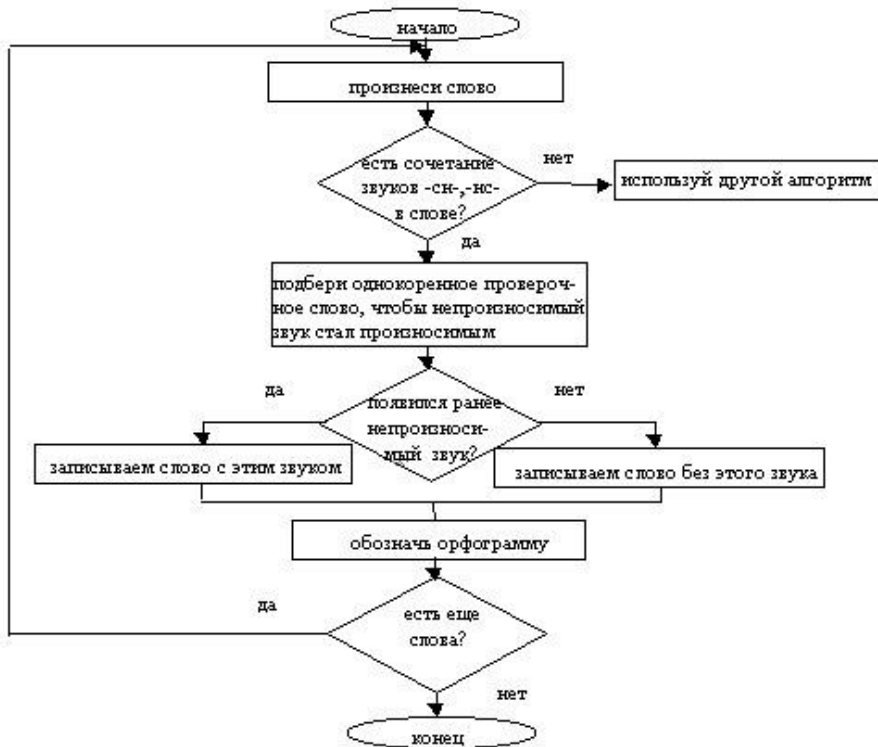 начало
произнеси слово
есть сочетание
звуков -сн-,-нс-
в слове?
нет
используй другой алгоритм
да
подбери однокоренное провероч-
ное слово, чтобы непроизносимый
звук стал произносимым
да
нет
появился ранее
непроизноси-
мый звук?
записываем слово с этим звуком
записываем слово без этого звука
обозначь орфограмму
да
есть еще
слова?
нет
конец